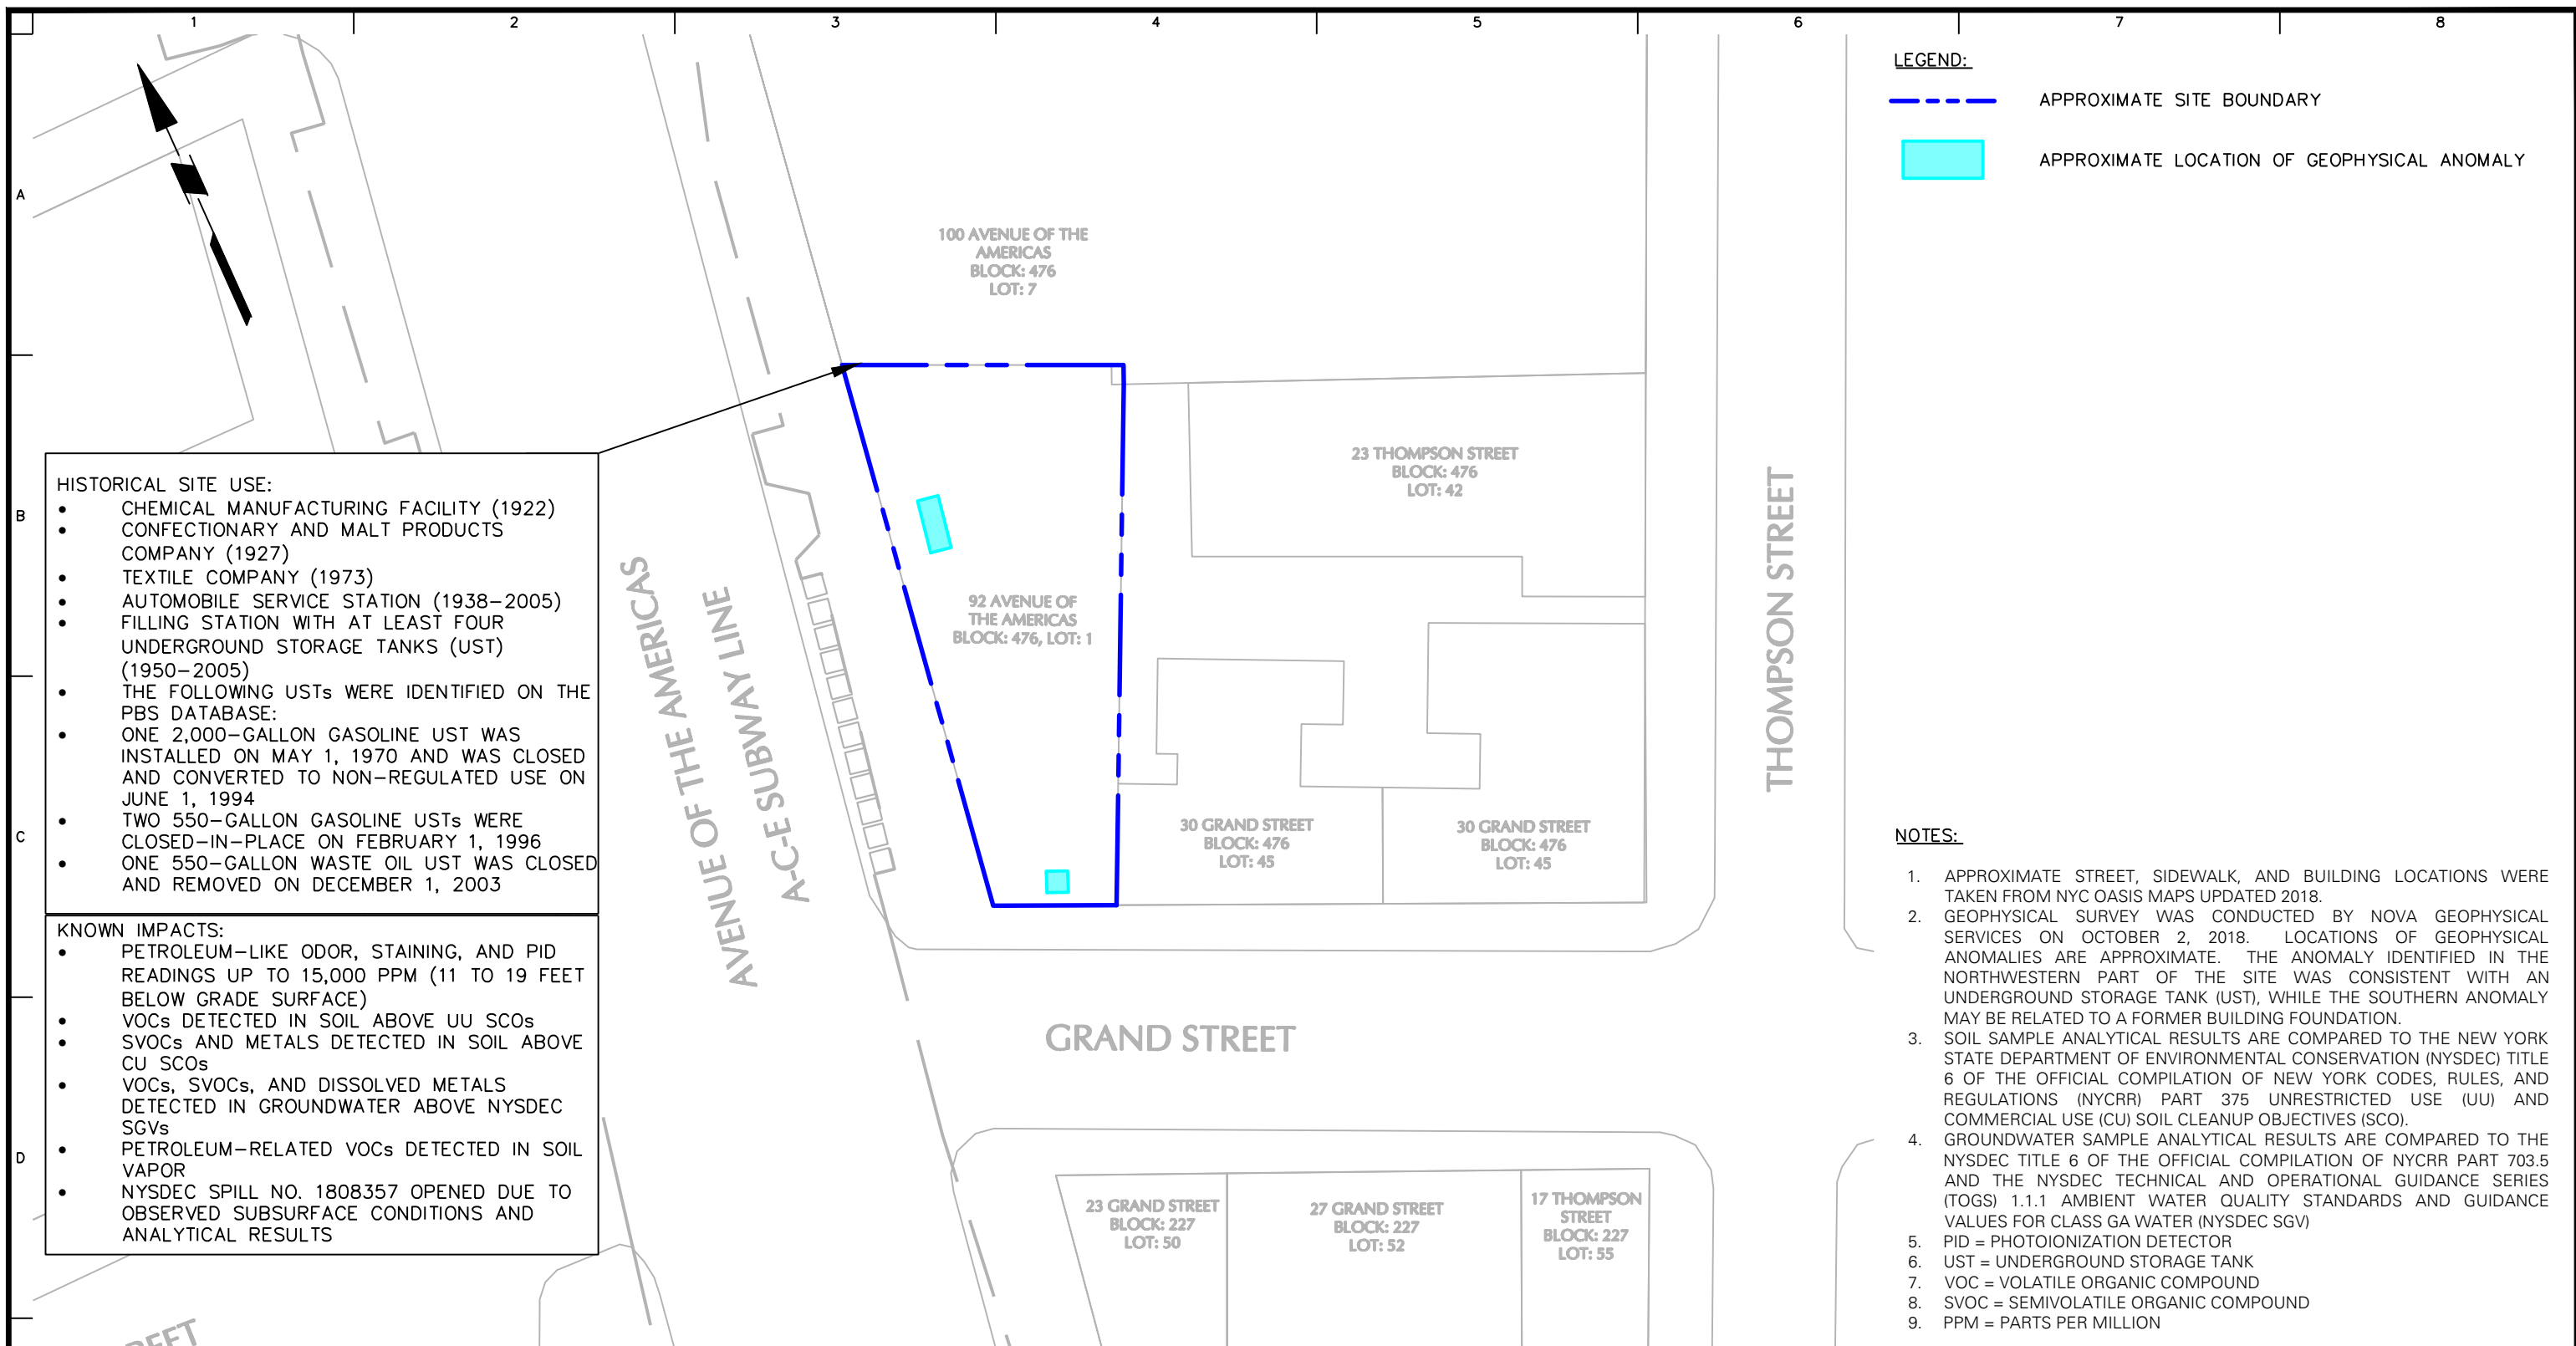 1 2 3 4 5 6 7 8
LEGEND:
APPROXIMATE SITE BOUNDARY
APPROXIMATE LOCATION OF GEOPHYSICAL ANOMALY
A
B
C
D
100 AVENUE OF THE
AMERICAS
BLOCK: 476
LOT: 7
23 THOMPSON STREET
BLOCK: 476
LOT: 42
92 AVENUE OF
THE AMERICAS
BLOCK: 476, LOT: 1
30 GRAND STREET
BLOCK: 476
LOT: 45
30 GRAND STREET
BLOCK: 476
LOT: 45
AVENUE OF THE AMERICAS
A-C-E SUBWAY LINE
THOMPSON STREET
GRAND STREET
23 GRAND STREET
BLOCK: 227
LOT: 50
27 GRAND STREET
BLOCK: 227
LOT: 52
17 THOMPSON
STREET
BLOCK: 227
LOT: 55
HISTORICAL SITE USE:
• CHEMICAL MANUFACTURING FACILITY (1922)
• CONFECTIONARY AND MALT PRODUCTS
COMPANY (1927)
• TEXTILE COMPANY (1973)
• AUTOMOBILE SERVICE STATION (1938-2005)
• FILLING STATION WITH AT LEAST FOUR
UNDERGROUND STORAGE TANKS (UST)
(1950-2005)
• THE FOLLOWING USTs WERE IDENTIFIED ON THE
PBS DATABASE:
• ONE 2,000-GALLON GASOLINE UST WAS
INSTALLED ON MAY 1, 1970 AND WAS CLOSED
AND CONVERTED TO NON-REGULATED USE ON
JUNE 1, 1994
• TWO 550-GALLON GASOLINE USTs WERE
CLOSED-IN-PLACE ON FEBRUARY 1, 1996
• ONE 550-GALLON WASTE OIL UST WAS CLOSED
AND REMOVED ON DECEMBER 1, 2003
KNOWN IMPACTS:
• PETROLEUM-LIKE ODOR, STAINING, AND PID
READINGS UP TO 15,000 PPM (11 TO 19 FEET
BELOW GRADE SURFACE)
• VOCs DETECTED IN SOIL ABOVE UU SCOs
• SVOCs AND METALS DETECTED IN SOIL ABOVE
CU SCOs
• VOCs, SVOCs, AND DISSOLVED METALS
DETECTED IN GROUNDWATER ABOVE NYSDEC
SGVs
• PETROLEUM-RELATED VOCs DETECTED IN SOIL
VAPOR
• NYSDEC SPILL NO. 1808357 OPENED DUE TO
OBSERVED SUBSURFACE CONDITIONS AND
ANALYTICAL RESULTS
NOTES:
1. APPROXIMATE STREET, SIDEWALK, AND BUILDING LOCATIONS WERE
TAKEN FROM NYC OASIS MAPS UPDATED 2018.
2. GEOPHYSICAL SURVEY WAS CONDUCTED BY NOVA GEOPHYSICAL
SERVICES ON OCTOBER 2, 2018. LOCATIONS OF GEOPHYSICAL
ANOMALIES ARE APPROXIMATE. THE ANOMALY IDENTIFIED IN THE
NORTHWESTERN PART OF THE SITE WAS CONSISTENT WITH AN
UNDERGROUND STORAGE TANK (UST), WHILE THE SOUTHERN ANOMALY
MAY BE RELATED TO A FORMER BUILDING FOUNDATION.
3. SOIL SAMPLE ANALYTICAL RESULTS ARE COMPARED TO THE NEW YORK
STATE DEPARTMENT OF ENVIRONMENTAL CONSERVATION (NYSDEC) TITLE
6 OF THE OFFICIAL COMPILATION OF NEW YORK CODES, RULES, AND
REGULATIONS (NYCRR) PART 375 UNRESTRICTED USE (UU) AND
COMMERCIAL USE (CU) SOIL CLEANUP OBJECTIVES (SCO).
4. GROUNDWATER SAMPLE ANALYTICAL RESULTS ARE COMPARED TO THE
NYSDEC TITLE 6 OF THE OFFICIAL COMPILATION OF NYCRR PART 703.5
AND THE NYSDEC TECHNICAL AND OPERATIONAL GUIDANCE SERIES
(TOGS) 1.1.1 AMBIENT WATER QUALITY STANDARDS AND GUIDANCE
VALUES FOR CLASS GA WATER (NYSDEC SGV)
5. PID = PHOTOIONIZATION DETECTOR
6. UST = UNDERGROUND STORAGE TANK
7. VOC = VOLATILE ORGANIC COMPOUND
8. SVOC = SEMIVOLATILE ORGANIC COMPOUND
9. PPM = PARTS PER MILLION